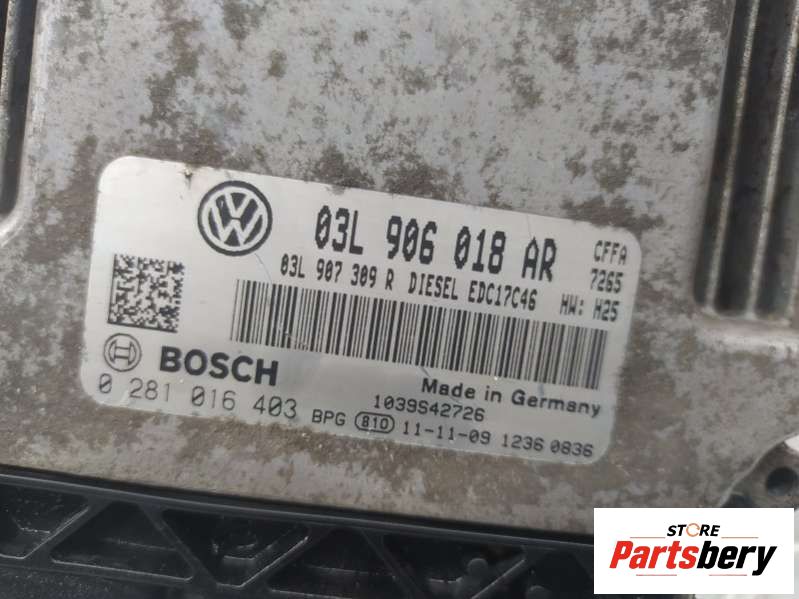 03L 906 018 AR
CFFA
7265
03L 907 309 R DIESEL EDC17C46
HW: H25
BOSCH
Made in Germany
0 281 016 403
1039S42726
BPG 810 11-11-09 1236 0836
STORE
Partsbery